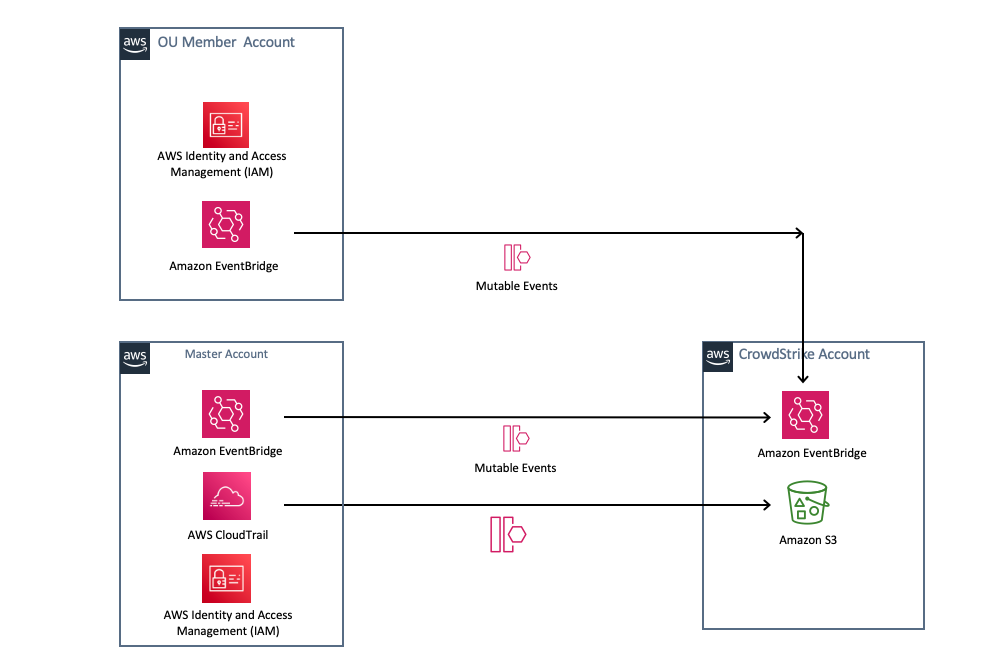 aws
OU Member Account
AWS Identity and Access
Management (IAM)
Amazon EventBridge
Mutable Events
aws
Master Account
aws
CrowdStrike Account
Amazon EventBridge
Mutable Events
Amazon EventBridge
AWS CloudTrail
Amazon S3
AWS Identity and Access
Management (IAM)